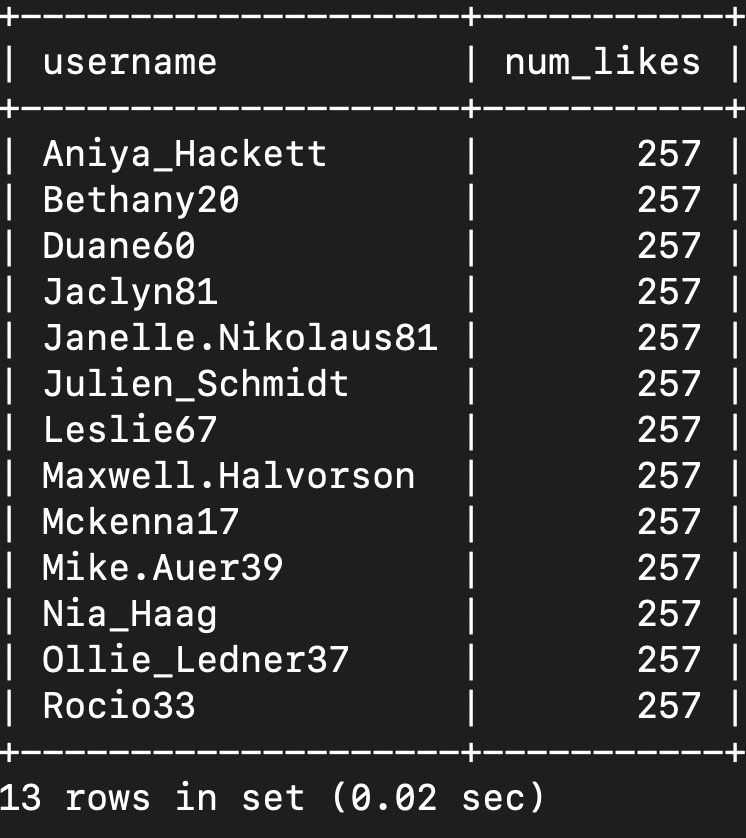 +---------------------+-----------+
| username            | num_likes |
+---------------------+-----------+
| Aniya_Hackett       |       257 |
| Bethany20           |       257 |
| Duane60             |       257 |
| Jaclyn81            |       257 |
| Janelle.Nikolaus81  |       257 |
| Julien_Schmidt      |       257 |
| Leslie67            |       257 |
| Maxwell.Halvorson   |       257 |
| Mckenna17           |       257 |
| Mike.Auer39         |       257 |
| Nia_Haag            |       257 |
| Ollie_Ledner37      |       257 |
| Rocio33             |       257 |
+---------------------+-----------+
13 rows in set (0.02 sec)